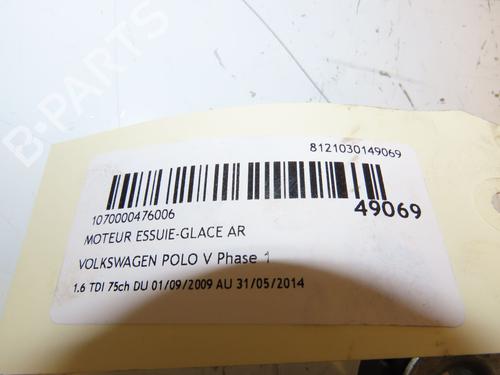 B-PARTS
8121030149069
1070000476006
49069
MOTEUR ESSUIE-GLACE AR
VOLKSWAGEN POLO V Phase 1
1.6 TDI 75ch DU 01/09/2009 AU 31/05/2014